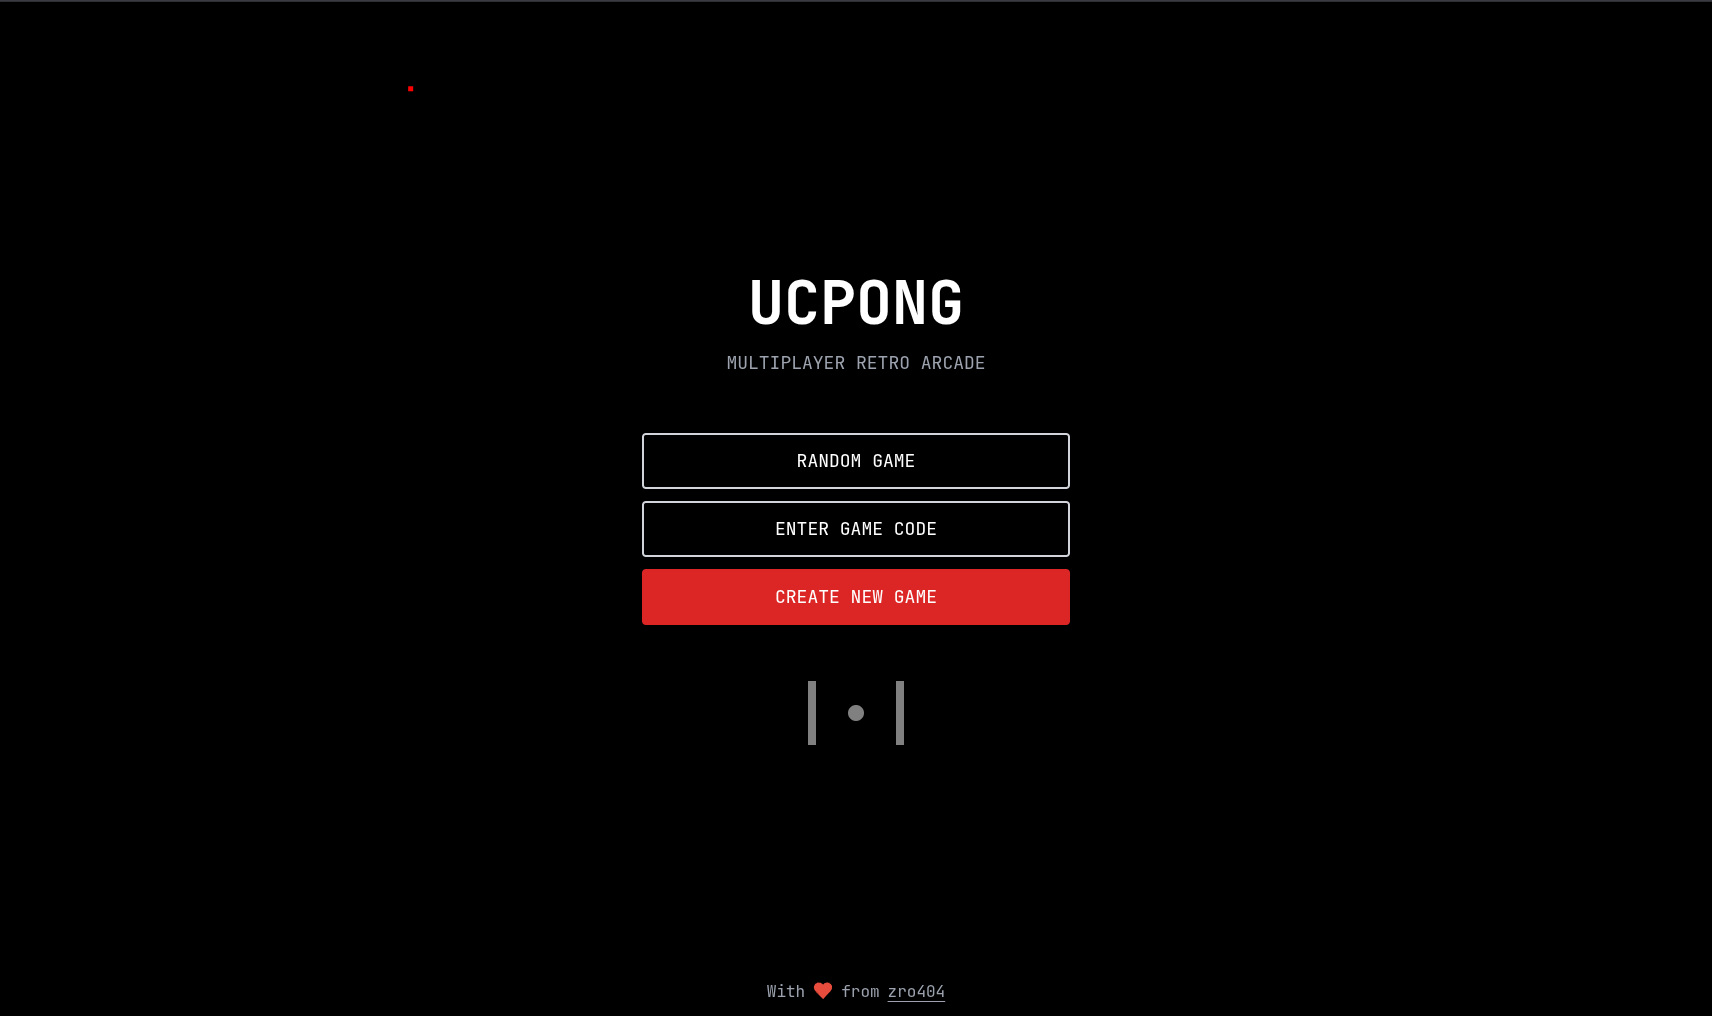 UCPONG
MULTIPLAYER RETRO ARCADE
RANDOM GAME
ENTER GAME CODE
CREATE NEW GAME
With ❤ from zro404